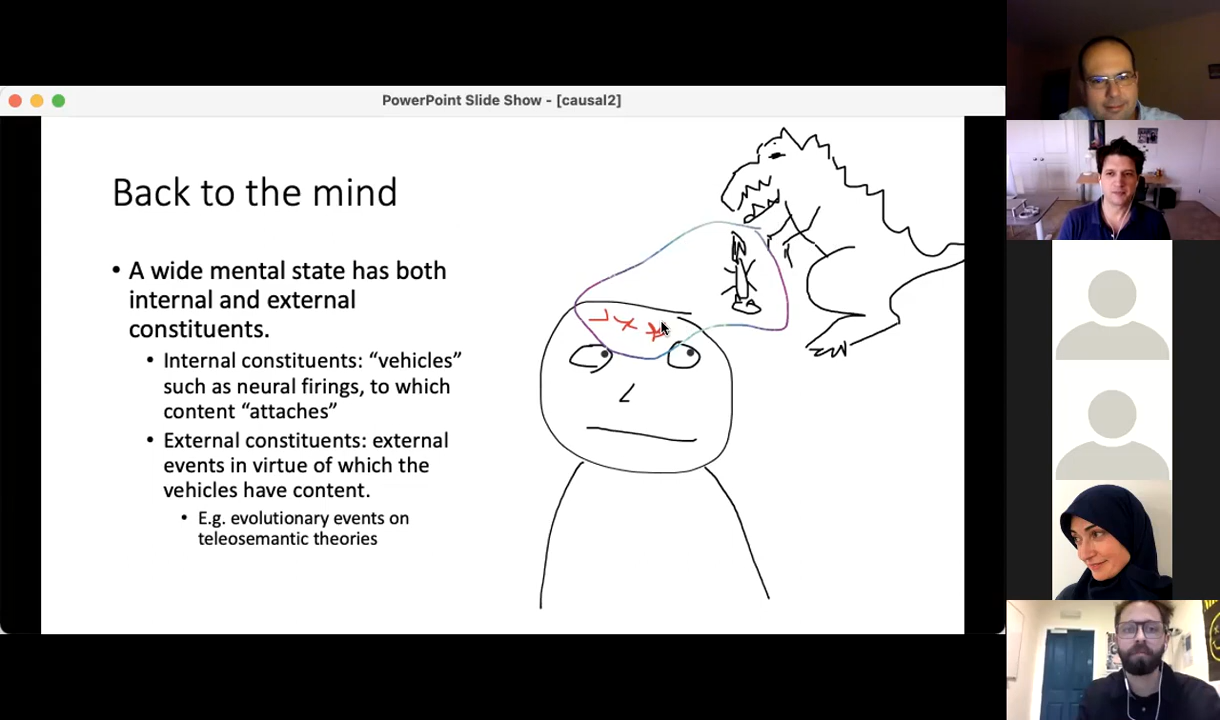 PowerPoint Slide Show - [causal2]
Back to the mind
• A wide mental state has both
internal and external
constituents.
• Internal constituents: “vehicles”
such as neural firings, to which
content “attaches”
• External constituents: external
events in virtue of which the
vehicles have content.
• E.g. evolutionary events on
teleosemantic theories